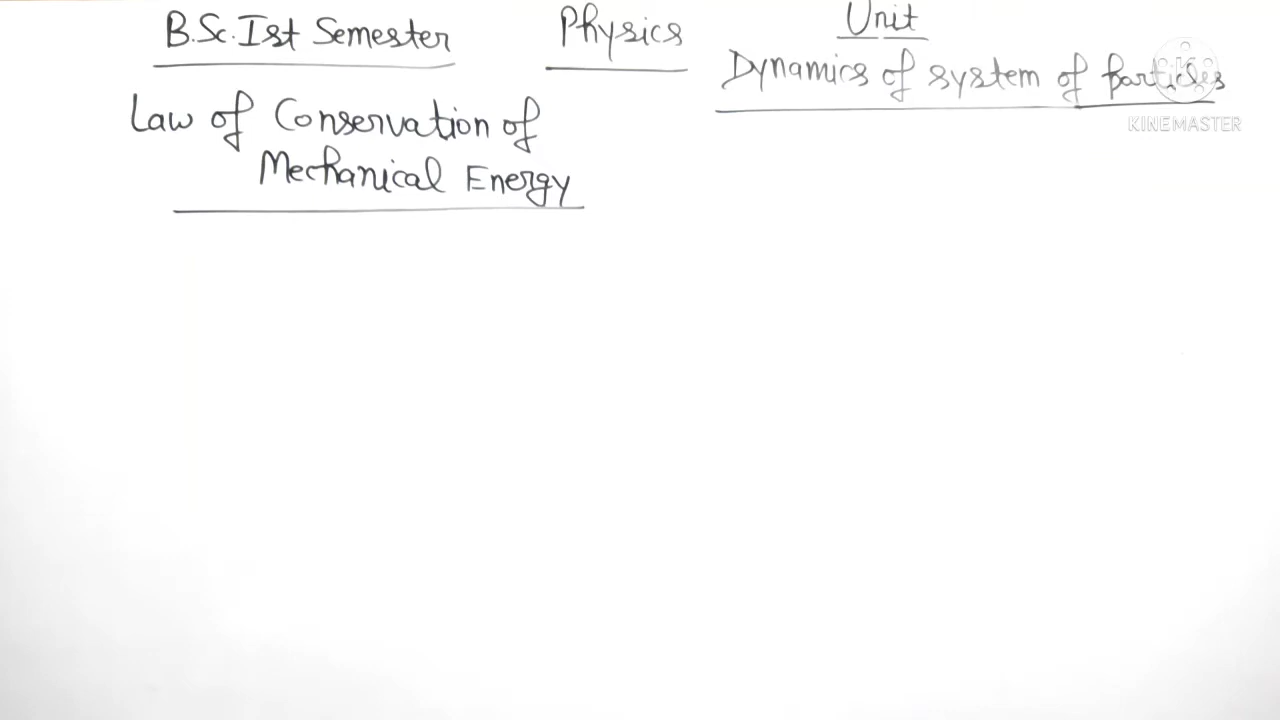 B.Sc. Ist Semester
Physics
Unit
Dynamics of system of particles
Law of Conservation of
Mechanical Energy
KINEMASTER